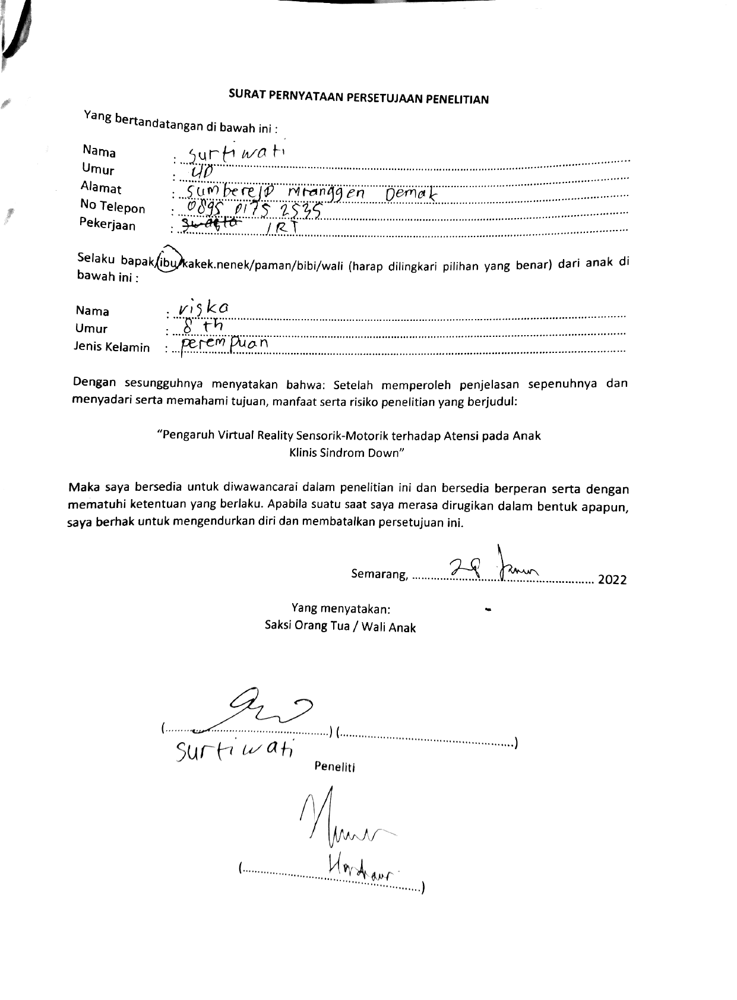 SURAT PERNYATAAN PERSETUJAAN PENELITIAN
Yang bertandatangan di bawah ini :
Nama : surtiwati
Umur : 40
Alamat : Sumberejo Mranggen Demak
No Telepon : 0895 0175 2535
Pekerjaan : swasta IRT
Selaku bapak/ibu/kakek.nenek/paman/bibi/wali (harap dilingkari pilihan yang benar) dari anak di
bawah ini :
Nama : riska
Umur : 8 th
Jenis Kelamin : perempuan
Dengan sesungguhnya menyatakan bahwa: Setelah memperoleh penjelasan sepenuhnya dan
menyadari serta memahami tujuan, manfaat serta risiko penelitian yang berjudul:
“Pengaruh Virtual Reality Sensorik-Motorik terhadap Atensi pada Anak
Klinis Sindrom Down”
Maka saya bersedia untuk diwawancarai dalam penelitian ini dan bersedia berperan serta dengan
mematuhi ketentuan yang berlaku. Apabila suatu saat saya merasa dirugikan dalam bentuk apapun,
saya berhak untuk mengendurkan diri dan membatalkan persetujuan ini.
Semarang, 28 2022
Yang menyatakan:
Saksi Orang Tua / Wali Anak
(..........) (..........)
surtiwati
Peneliti
(..........)